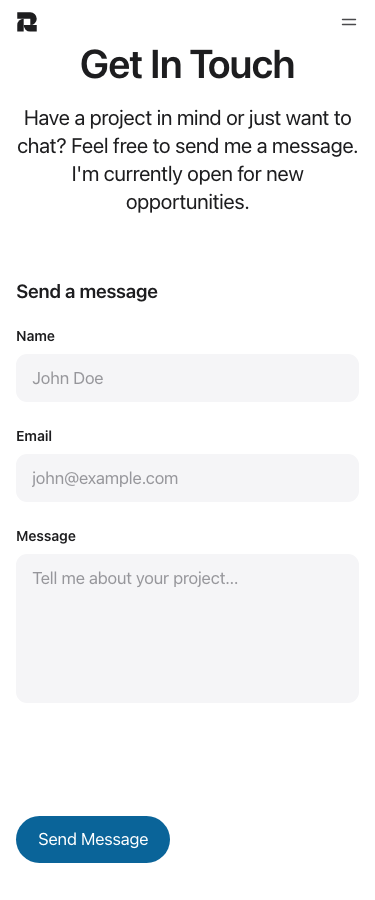 Get In Touch
Have a project in mind or just want to
chat? Feel free to send me a message.
I'm currently open for new
opportunities.
Send a message
Name
John Doe
Email
john@example.com
Message
Tell me about your project...
Send Message